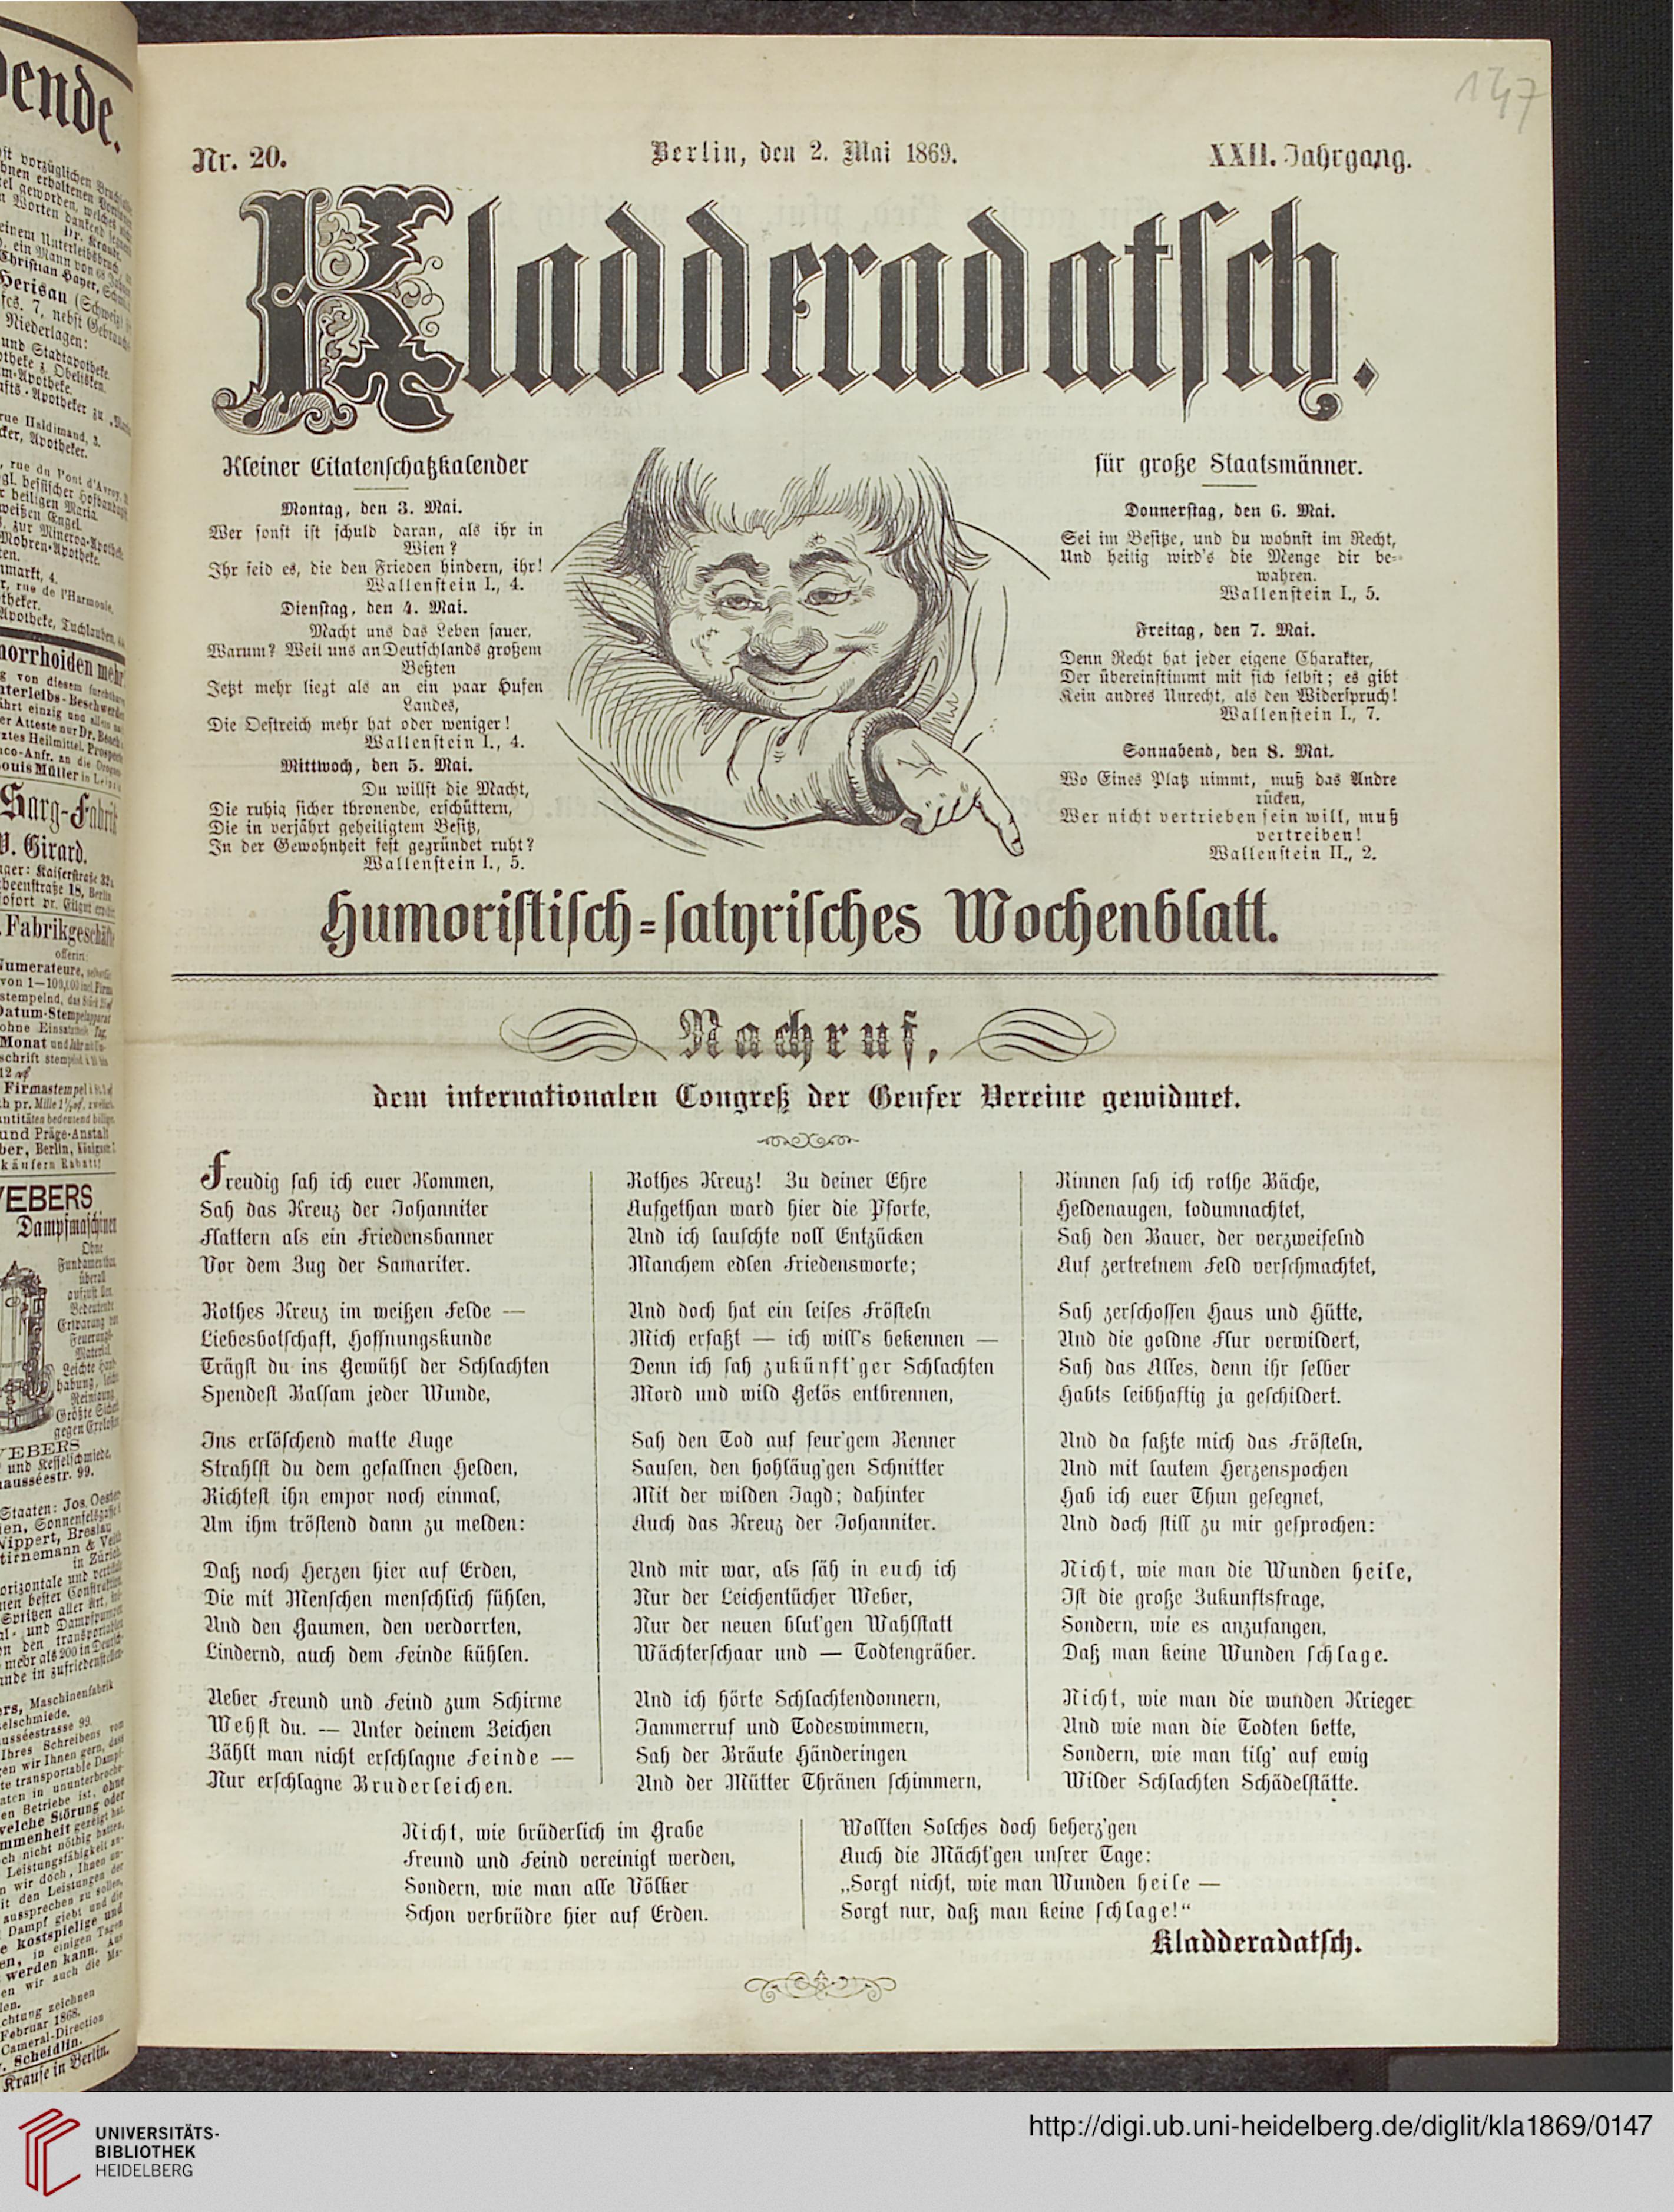 147
Nr. 20.
Berlin, den 2. Mai 1869.
XXII. Jahrgang.
Kladderadatsch.
Kleiner Citatenschatzkalender
Montag, den 3. Mai.
Wer sonst ist schuld daran, als ihr in
Wien?
Ihr seid es, die den Frieden hindern, ihr!
Wallenstein I., 4.
Dienstag, den 4. Mai.
Macht uns das Leben sauer.
Warum? Weil uns an Deutschlands großem
Beßten
Jetzt mehr liegt als an ein paar Hufen
Landes,
Die Oestreich mehr hat oder weniger!
Wallenstein I., 4.
Mittwoch, den 5. Mai.
Du willst die Macht,
Die ruhig sicher thronende, erschüttern,
Die in verjährt geheiligtem Besitz,
In der Gewohnheit fest gegründet ruht?
Wallenstein I., 5.
für große Staatsmänner.
Donnerstag, den 6. Mai.
Sei im Besitze, und du wohnst im Recht,
Und heilig wird's die Menge dir be-
wahren.
Wallenstein I., 5.
Freitag, den 7. Mai.
Denn Recht hat jeder eigene Charakter,
Der übereinstimmt mit sich selbst; es gibt
Kein andres Unrecht, als den Widerspruch!
Wallenstein I., 7.
Sonnabend, den 8. Mai.
Wo Eines Platz nimmt, muß das Andre
rücken,
Wer nicht vertrieben sein will, muß
vertreiben!
Wallenstein II., 2.
Humoristisch-satyrisches Wochenblatt.
Nachruf,
dem internationalen Congreß der Genfer Vereine gewidmet.
Freudig sah ich euer Kommen,
Sah das Kreuz der Johanniter
Flattern als ein Friedensbanner
Vor dem Zug der Samariter.
Rothes Kreuz im weißen Felde —
Liebesbotschaft, Hoffnungskunde
Trägst du ins Gewühl der Schlachten
Spendest Balsam jeder Wunde,
Ins erlöschend matte Auge
Strahlst du dem gefallnen Helden,
Richtest ihn empor noch einmal,
Um ihm tröstend dann zu melden:
Daß noch Herzen hier auf Erden,
Die mit Menschen menschlich fühlen,
Und den Gaumen, den verdorrten,
Lindernd, auch dem Feinde kühlen.
Ueber Freund und Feind zum Schirme
Wehst du. — Unter deinem Zeichen
Zählt man nicht erschlagne Feinde —
Nur erschlagne Bruderleichen.
Rothes Kreuz! Zu deiner Ehre
Aufgethan ward hier die Pforte,
Und ich lauschte voll Entzücken
Manchem edlen Friedensworte;
Und doch hat ein leises Frösteln
Mich erfaßt — ich will's bekennen —
Denn ich sah zukünft'ger Schlachten
Mord und wild Getös entbrennen,
Sah den Tod auf feur'gem Renner
Sausen, den hohläug'gen Schnitter
Mit der wilden Jagd; dahinter
Auch das Kreuz der Johanniter.
Und mir war, als säh in euch ich
Nur der Leichentücher Weber,
Nur der neuen blut'gen Wahlstatt
Wächterschaar und — Todtengräber.
Und ich hörte Schlachtendonnern,
Jammerruf und Todeswimmern,
Sah der Bräute Händeringen
Und der Mütter Thränen schimmern,
Rinnen sah ich rothe Bäche,
Heldenaugen, todumnachtet,
Sah den Bauer, der verzweifelnd
Auf zertretnem Feld verschmachtet,
Sah zerschossen Haus und Hütte,
Und die goldne Flur verwildert,
Sah das Alles, denn ihr selber
Habts leibhaftig ja geschildert.
Und da faßte mich das Frösteln,
Und mit lautem Herzenspochen
Hab ich euer Thun gesegnet,
Und doch still zu mir gesprochen:
Nicht, wie man die Wunden heile,
Ist die große Zukunftsfrage,
Sondern, wie es anzufangen,
Daß man keine Wunden schlage.
Nicht, wie man die wunden Krieger
Und wie man die Todten bette,
Sondern, wie man tilg' auf ewig
Wilder Schlachten Schädelstätte.
Nicht, wie brüderlich im Grabe
Freund und Feind vereinigt werden,
Sondern, wie man alle Völker
Schon verbrüdre hier auf Erden.
Wollten Solches doch beherz'gen
Auch die Mächt'gen unsrer Tage:
„Sorgt nicht, wie man Wunden heile —
Sorgt nur, daß man keine schlage!“
Kladderadatsch.
UNIVERSITÄTS-
BIBLIOTHEK
HEIDELBERG
http://digi.ub.uni-heidelberg.de/diglit/kla1869/0147